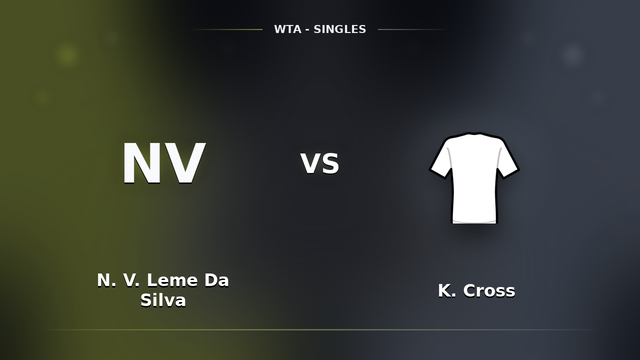 WTA - SINGLES
NV
VS
N. V. Leme Da
Silva
K. Cross